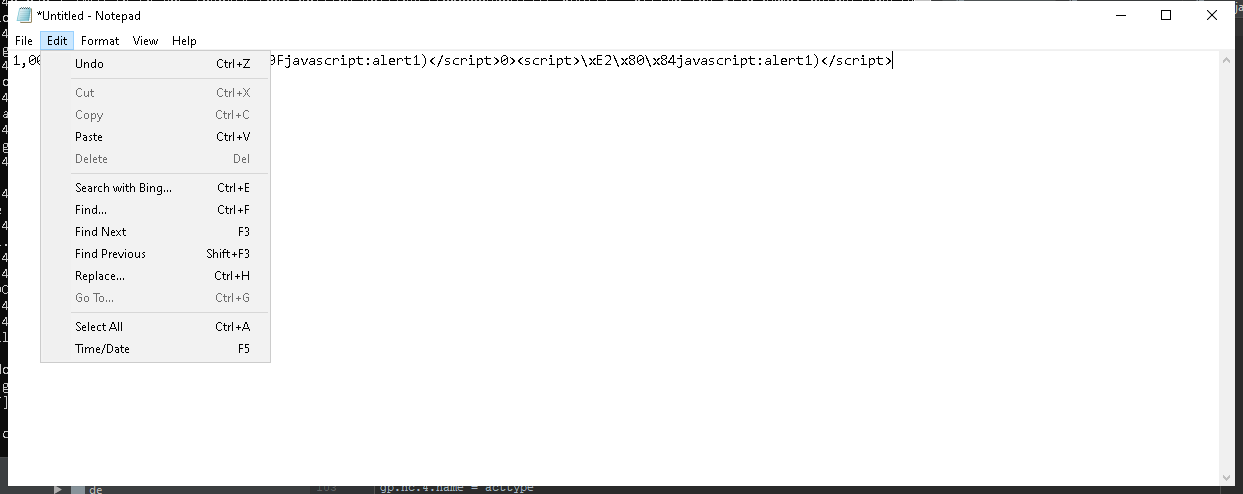 *Untitled - Notepad
File Edit Format View Help
1,00 9Fjavascript:alert1)</script>0><script>\xE2\x80\x84javascript:alert1)</script>
Undo Ctrl+Z
Cut Ctrl+X
Copy Ctrl+C
Paste Ctrl+V
Delete Del
Search with Bing... Ctrl+E
Find... Ctrl+F
Find Next F3
Find Previous Shift+F3
Replace... Ctrl+H
Go To... Ctrl+G
Select All Ctrl+A
Time/Date F5
de
gp.nc.4.name = acttype